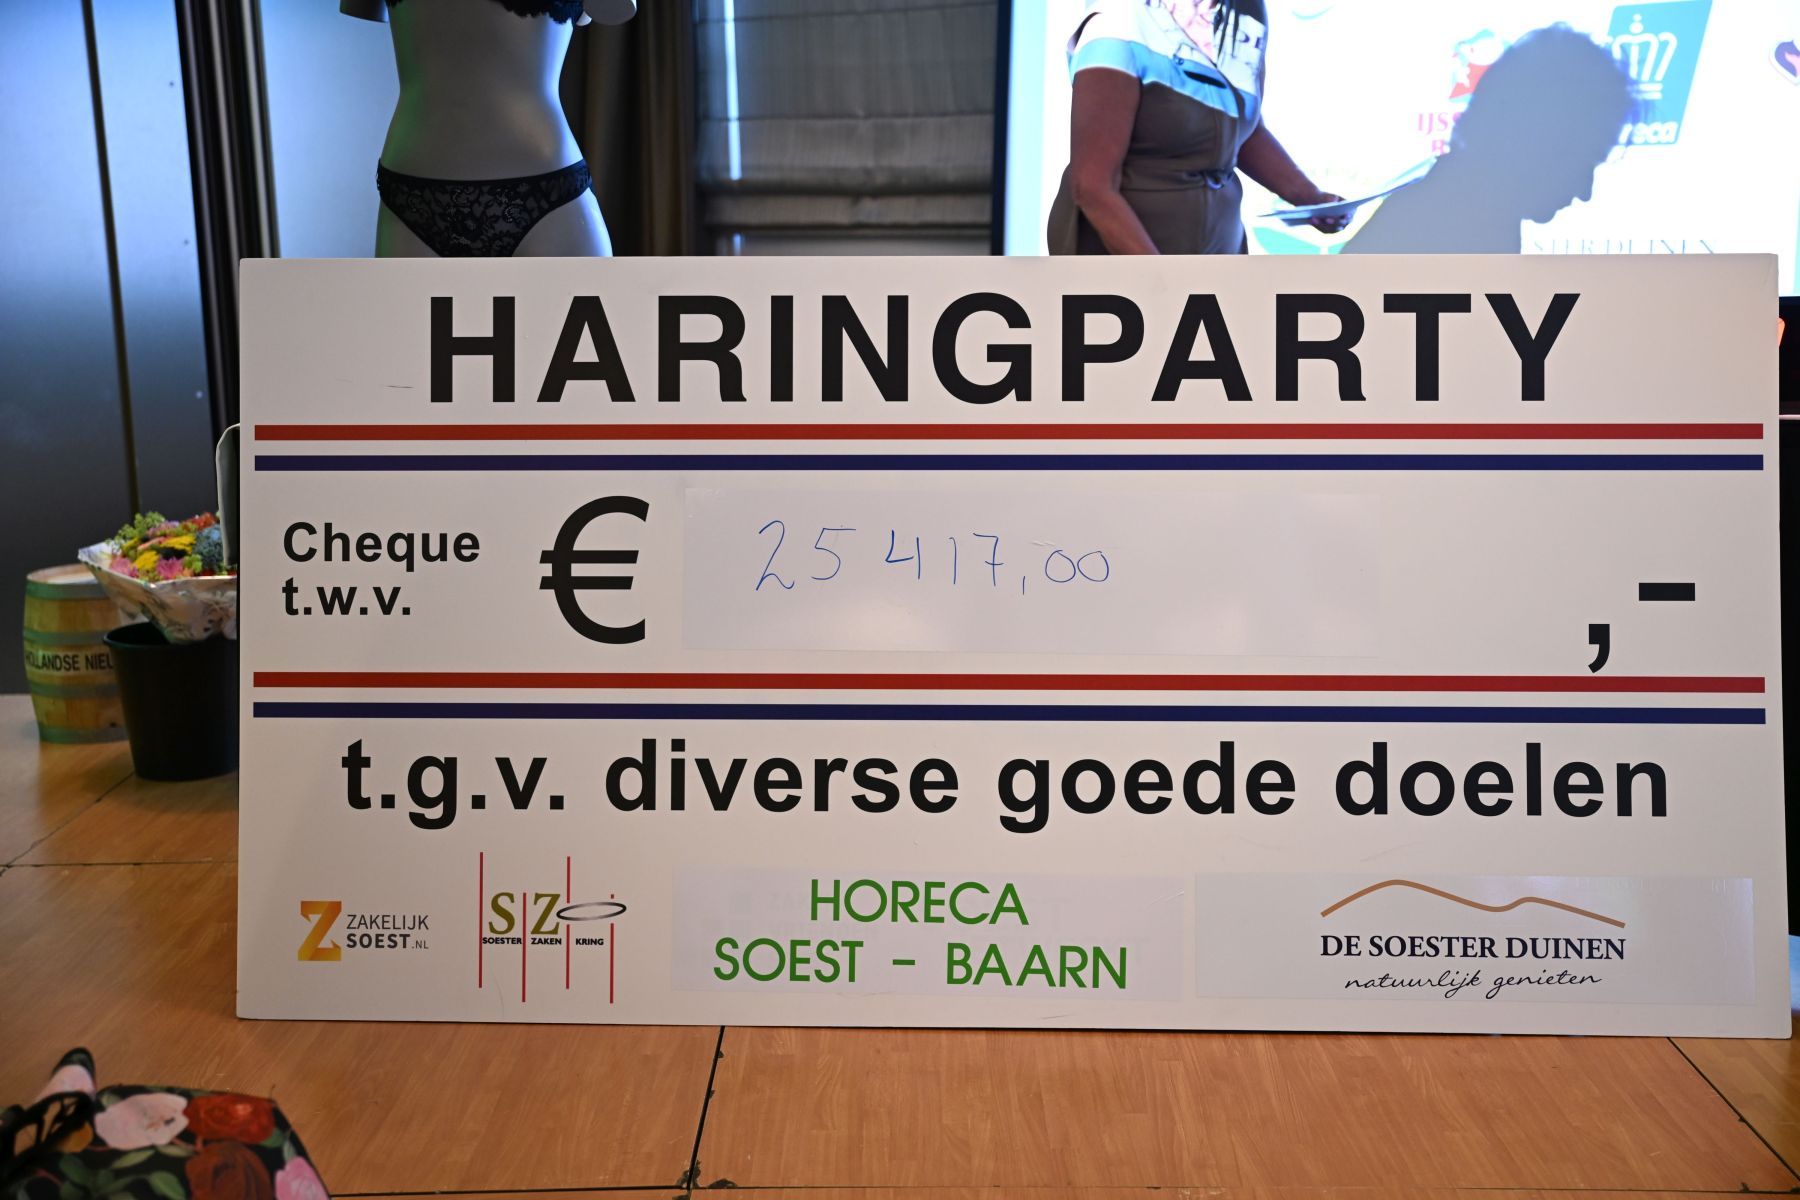 HARINGPARTY
Cheque
t.w.v.
€ 25 417,00 ,-
t.g.v. diverse goede doelen
ZAKELIJK
SOEST.NL
SZ
SOESTER ZAKEN KRING
HORECA
SOEST - BAARN
DE SOESTER DUINEN
natuurlijk genieten